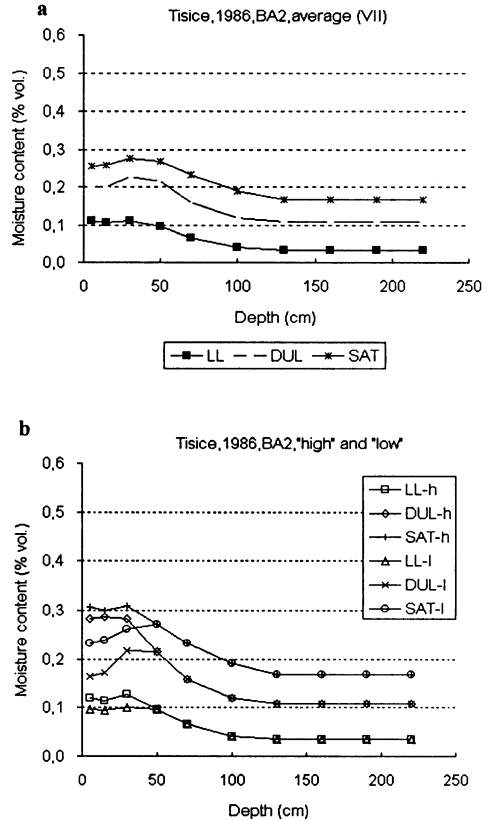 a
Tisice,1986,BA2,average (VII)
0,6
0,5
0,4
0,3
0,2
0,1
0,0
Moisture content (% vol.)
0 50 100 150 200 250
Depth (cm)
LL DUL SAT
b
Tisice,1986,BA2,"high" and "low"
0,6
0,5
0,4
0,3
0,2
0,1
0,0
Moisture content (% vol.)
LL-h
DUL-h
SAT-h
LL-l
DUL-l
SAT-l
0 50 100 150 200 250
Depth (cm)